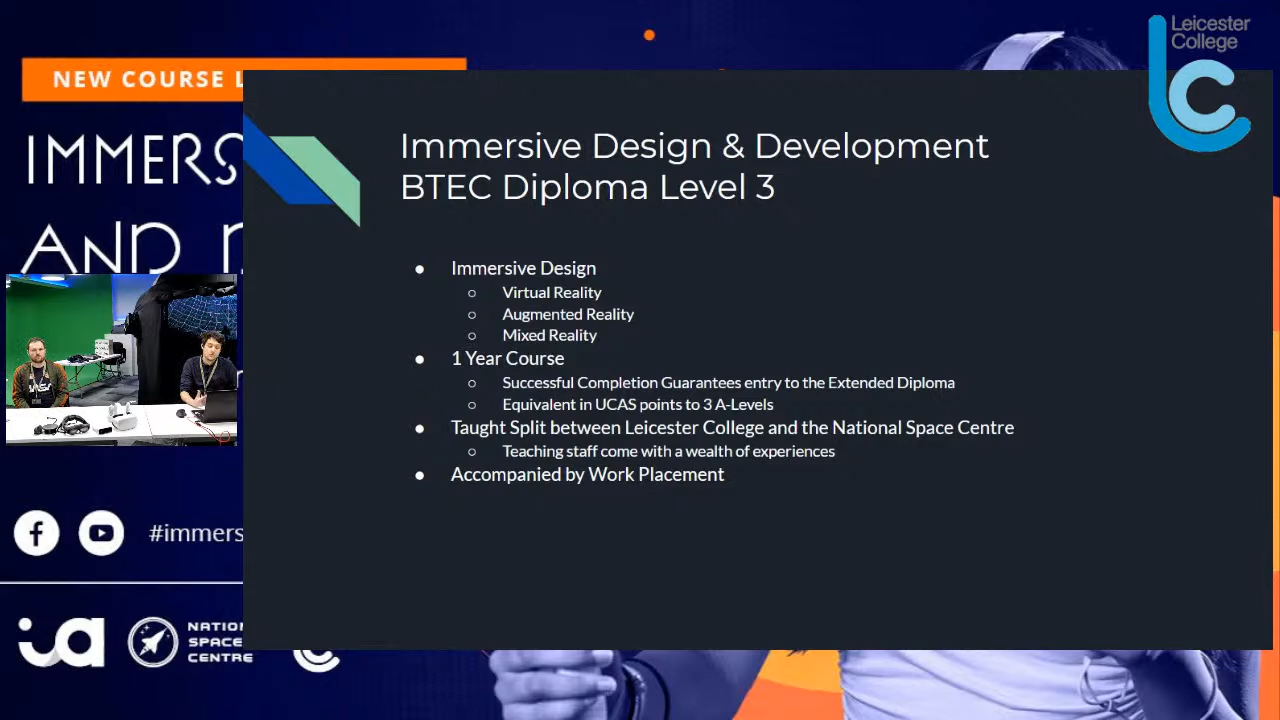 Leicester
College
NEW COURSE L
IMMERS
AND
Immersive Design & Development
BTEC Diploma Level 3
● Immersive Design
○ Virtual Reality
○ Augmented Reality
○ Mixed Reality
● 1 Year Course
○ Successful Completion Guarantees entry to the Extended Diploma
○ Equivalent in UCAS points to 3 A-Levels
● Taught Split between Leicester College and the National Space Centre
○ Teaching staff come with a wealth of experiences
● Accompanied by Work Placement
#immers
NATION
SPACE
CENTRE